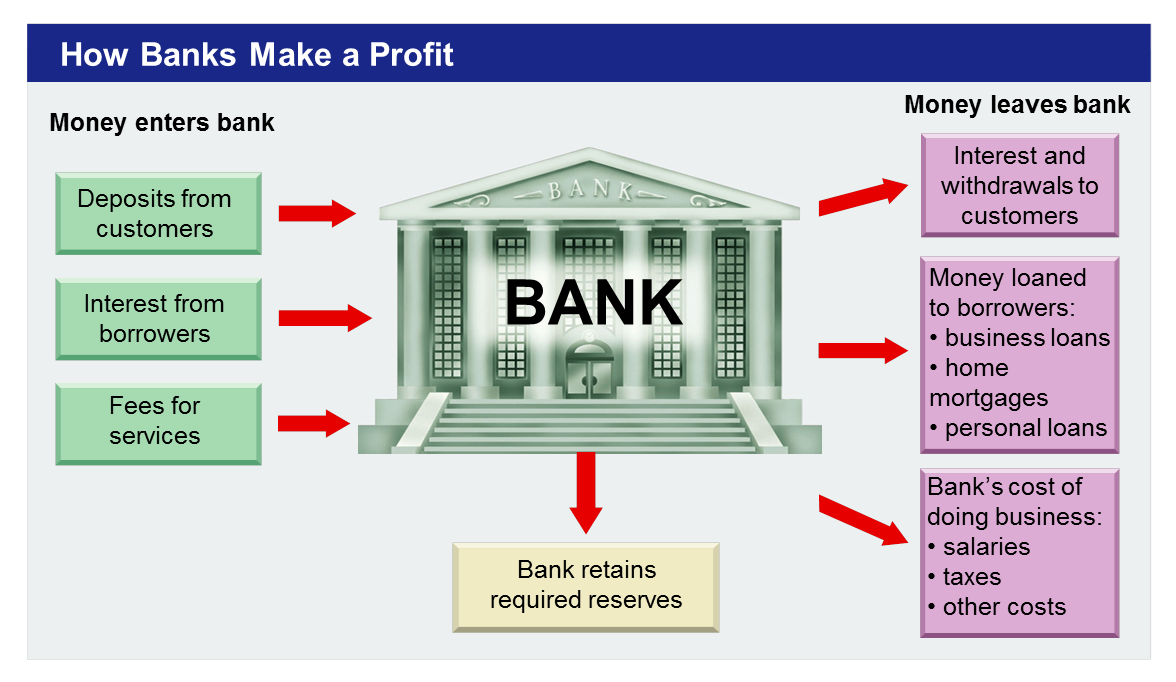 How Banks Make a Profit
Money enters bank
Deposits from
customers
Interest from
borrowers
Fees for
services
BANK
BANK
Bank retains
required reserves
Money leaves bank
Interest and
withdrawals to
customers
Money loaned
to borrowers:
• business loans
• home
mortgages
• personal loans
Bank’s cost of
doing business:
• salaries
• taxes
• other costs